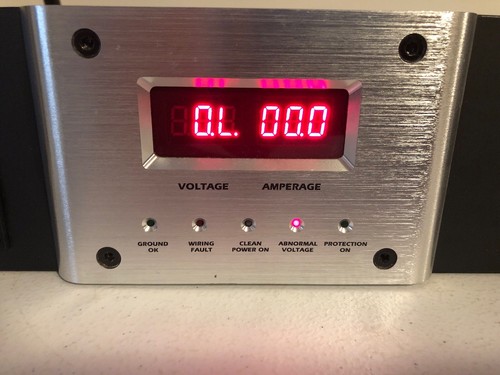 0.L. 00.0
VOLTAGE AMPERAGE
GROUND OK
WIRING FAULT
CLEAN POWER ON
ABNORMAL VOLTAGE
PROTECTION ON